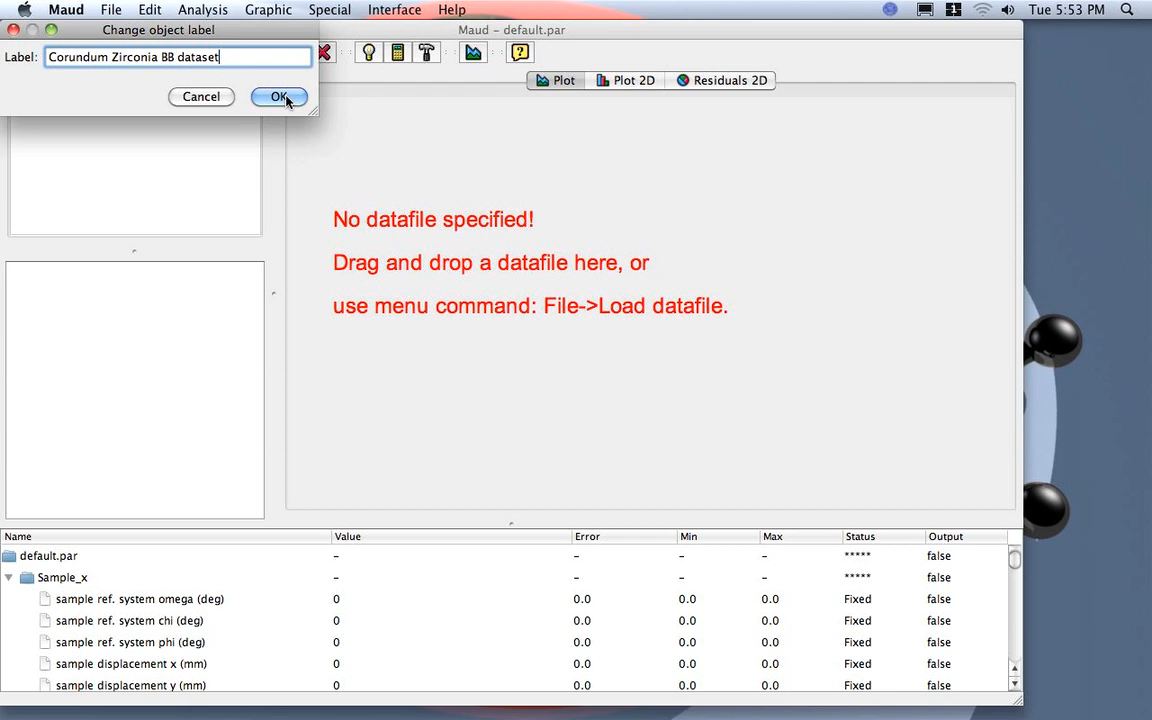 Maud File Edit Analysis Graphic Special Interface Help 1 Tue 5:53 PM
Change object label
Maud – default.par
Label: Corundum Zirconia BB dataset
Cancel OK
Plot Plot 2D Residuals 2D
No datafile specified!
Drag and drop a datafile here, or
use menu command: File->Load datafile.
Name Value Error Min Max Status Output
default.par – – – – ***** false
Sample_x – – – – ***** false
sample ref. system omega (deg) 0 0.0 0.0 0.0 Fixed false
sample ref. system chi (deg) 0 0.0 0.0 0.0 Fixed false
sample ref. system phi (deg) 0 0.0 0.0 0.0 Fixed false
sample displacement x (mm) 0 0.0 0.0 0.0 Fixed false
sample displacement y (mm) 0 0.0 0.0 0.0 Fixed false